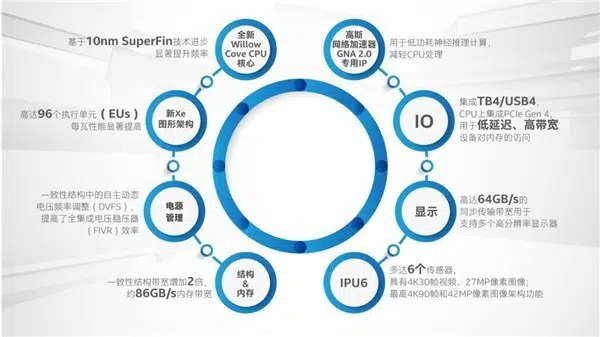 基于10nm SuperFin技术进步
显著提升频率
全新
Willow
Cove CPU
核心
高斯
网络加速器
GNA 2.0
专用IP
用于低功耗神经推理计算，
减轻CPU处理
高达96个执行单元（EUs）
每瓦性能显著提高
新Xe
图形架构
IO
集成TB4/USB4,
CPU上集成PCIe Gen 4,
用于低延迟、高带宽
设备对内存的访问
一致性结构中的自主动态
电压频率调整（DVFS），
提高了全集成电压稳压器
（FIVR）效率
电源
管理
显示
高达64GB/s的
同步传输带宽用于
支持多个高分辨率显示器
一致性结构带宽增加2倍,
约86GB/s内存带宽
结构
&
内存
IPU6
多达6个传感器，
具有4K30帧视频、27MP像素图像；
最高4K90帧和42MP像素图像架构功能